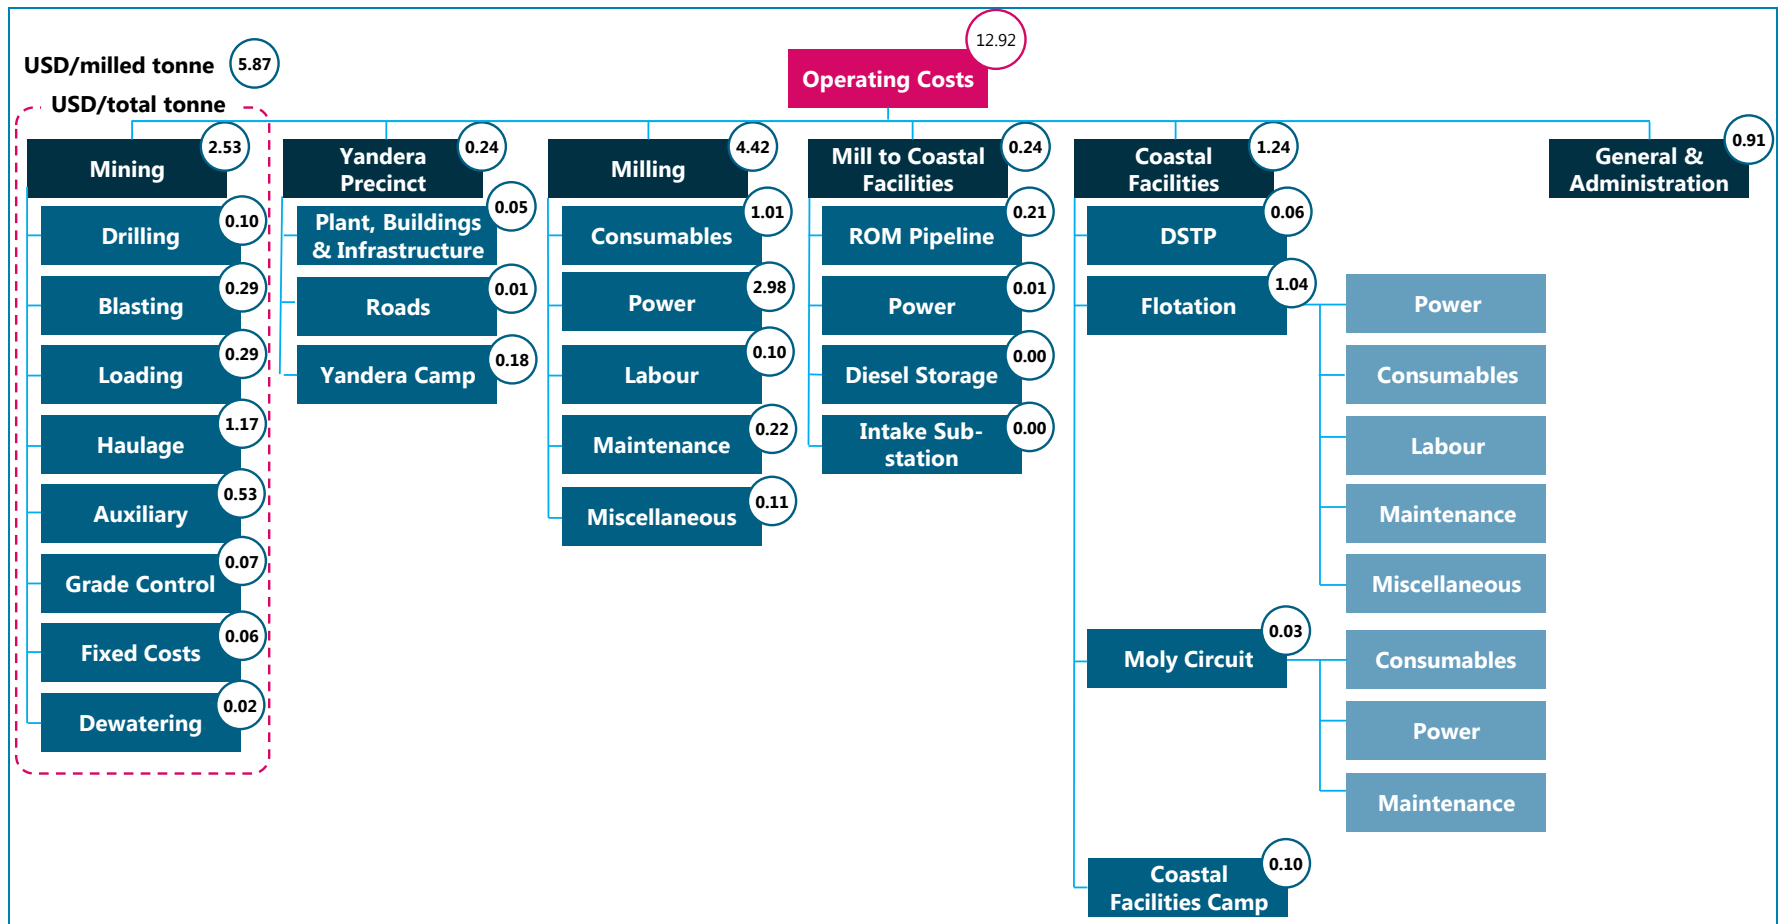 12.92
Operating Costs
USD/milled tonne 5.87
USD/total tonne
Mining 2.53
Drilling 0.10
Blasting 0.29
Loading 0.29
Haulage 1.17
Auxiliary 0.53
Grade Control 0.07
Fixed Costs 0.06
Dewatering 0.02
Yandera
Precinct
0.24
Plant, Buildings
& Infrastructure
0.05
Roads 0.01
Yandera Camp 0.18
Milling 4.42
Consumables 1.01
Power 2.98
Labour 0.10
Maintenance 0.22
Miscellaneous 0.11
Mill to Coastal
Facilities
0.24
ROM Pipeline 0.21
Power 0.01
Diesel Storage 0.00
Intake Sub-
station
0.00
Coastal
Facilities
1.24
DSTP 0.06
Flotation 1.04
Power
Consumables
Labour
Maintenance
Miscellaneous
Moly Circuit 0.03
Consumables
Power
Maintenance
Coastal
Facilities Camp
0.10
General &
Administration
0.91